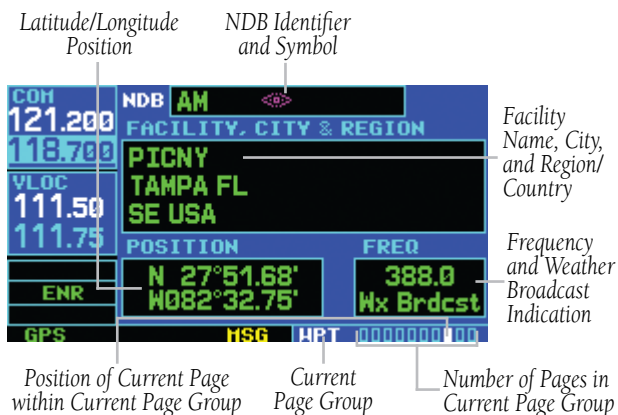 Latitude/Longitude
Position
NDB Identifier
and Symbol
COM
121.200
118.700
VLOC
111.50
111.75
ENR
GPS
NDB AM
FACILITY, CITY & REGION
PICNY
TAMPA FL
SE USA
POSITION
N 27°51.68'
W082°32.75'
FREQ
388.0
Wx Brdcst
MSG
WPT
Facility
Name, City,
and Region/
Country
Frequency
and Weather
Broadcast
Indication
Position of Current Page
within Current Page Group
Current
Page Group
Number of Pages in
Current Page Group